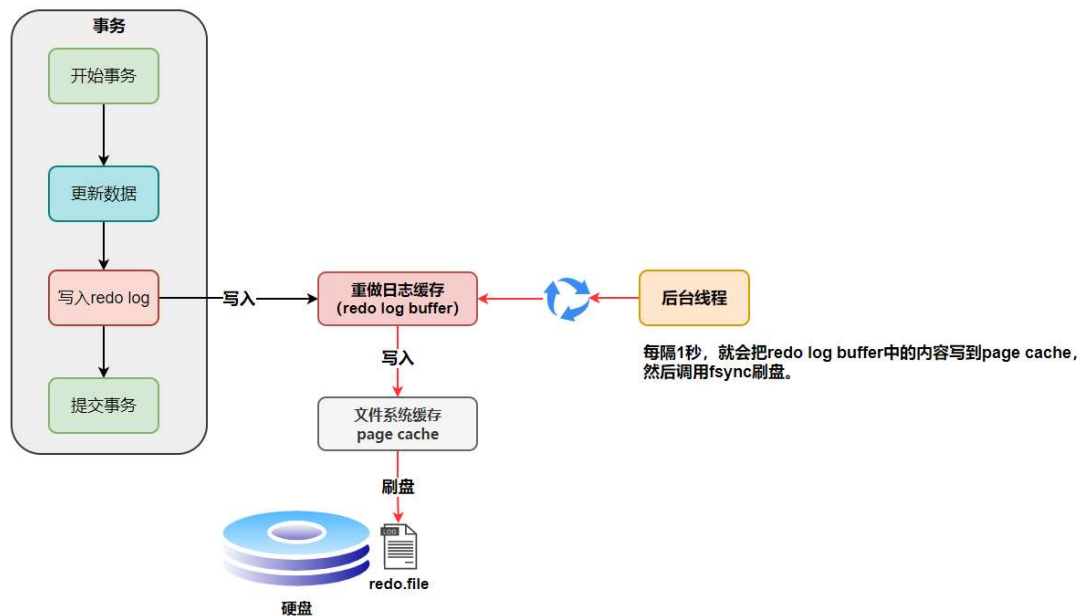 事务
开始事务
更新数据
写入redo log
提交事务
写入
重做日志缓存
（redo log buffer）
写入
文件系统缓存
page cache
刷盘
LOG
redo.file
硬盘
后台线程
每隔1秒，就会把redo log buffer中的内容写到page cache，
然后调用fsync刷盘。